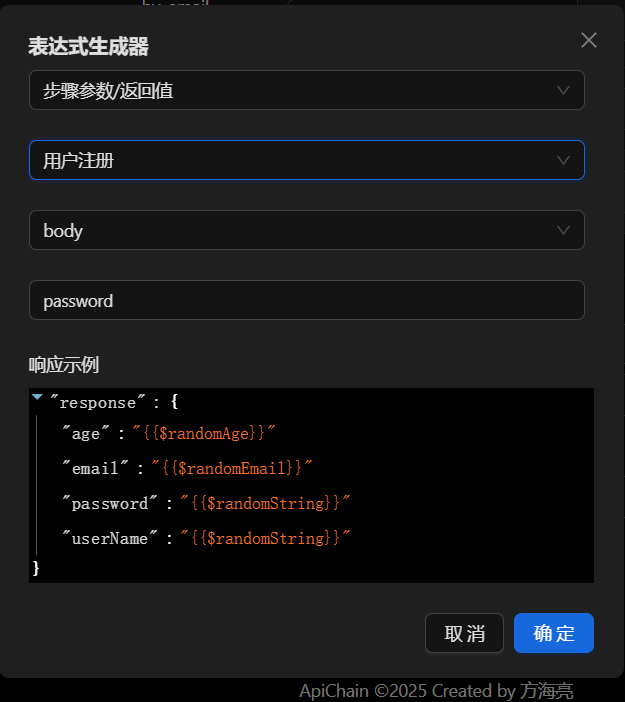 表达式生成器
步骤参数/返回值
用户注册
body
password
响应示例
"response" : {
"age" : "{{$randomAge}}"
"email" : "{{$randomEmail}}"
"password" : "{{$randomString}}"
"userName" : "{{$randomString}}"
}
取消 确定
ApiChain ©2025 Created by 方海亮